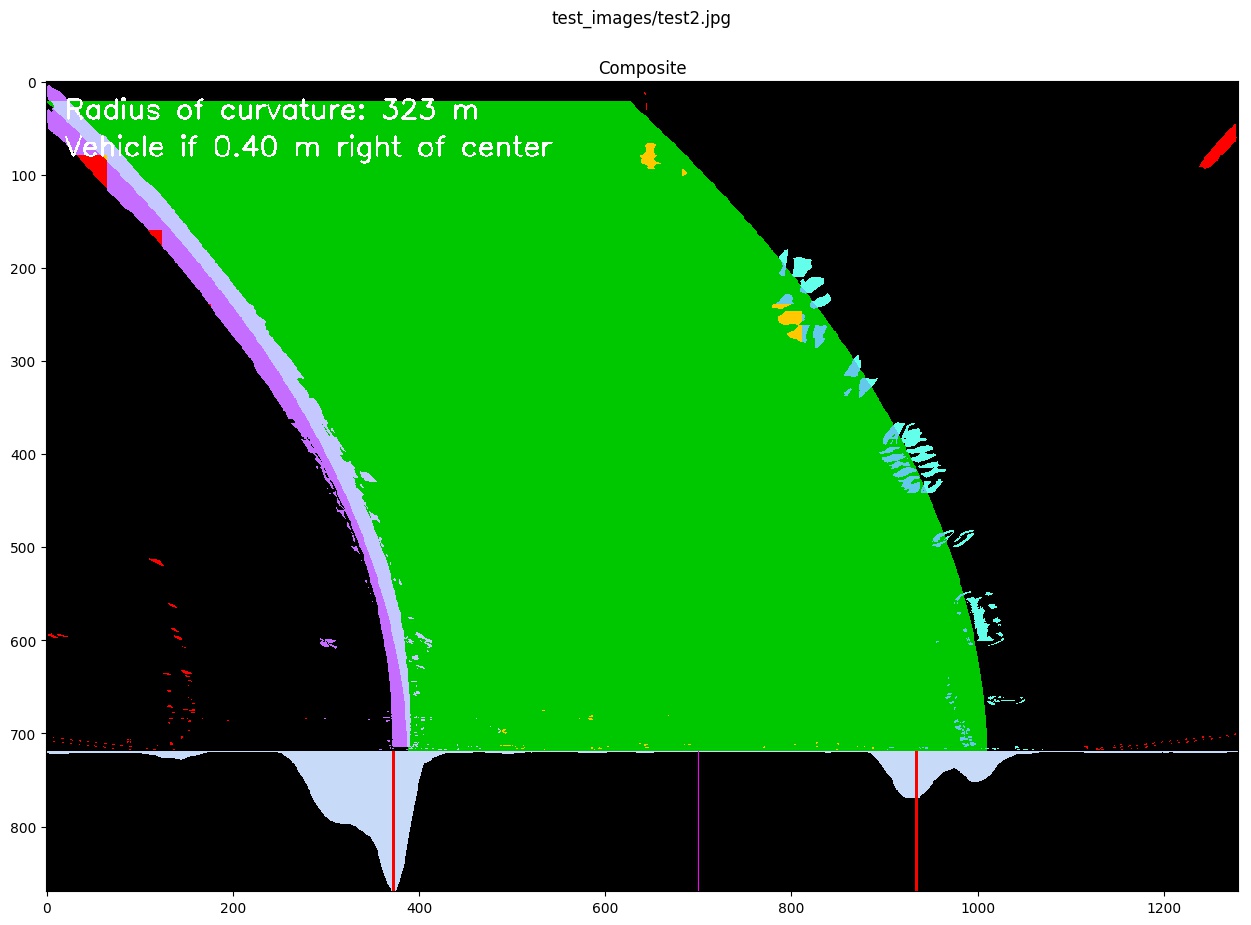 test_images/test2.jpg
Composite
Radius of curvature: 323 m
Vehicle if 0.40 m right of center
0
100
200
300
400
500
600
700
800
0 200 400 600 800 1000 1200